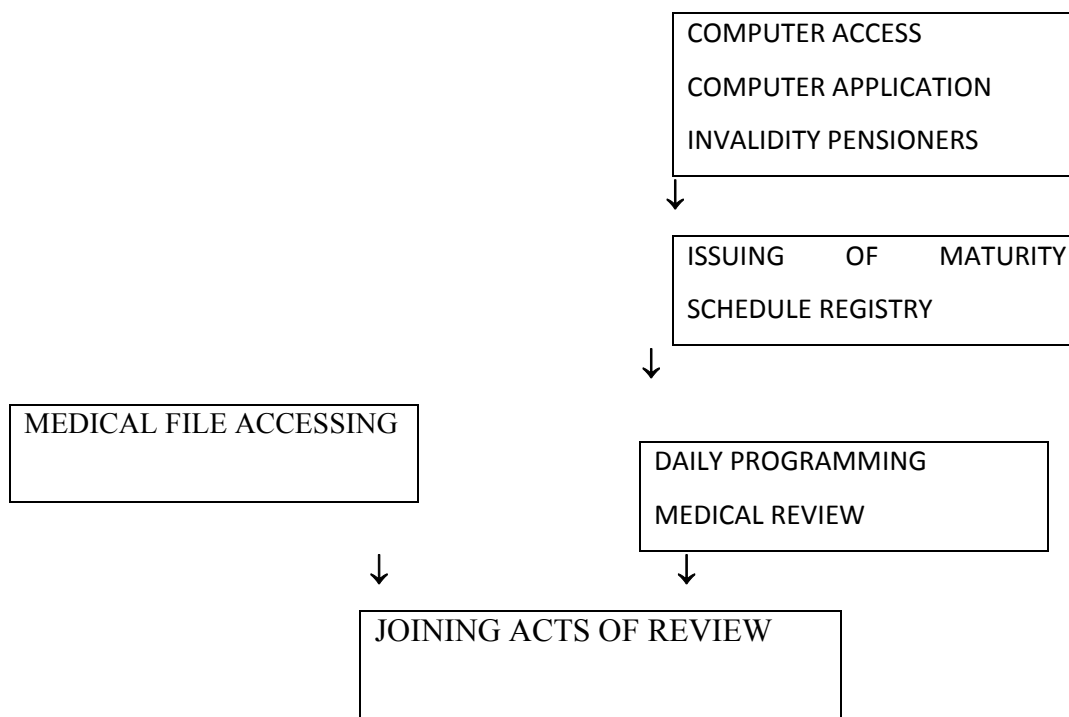 COMPUTER ACCESS
COMPUTER APPLICATION
INVALIDITY PENSIONERS
↓
ISSUING OF MATURITY
SCHEDULE REGISTRY
↓
MEDICAL FILE ACCESSING
DAILY PROGRAMMING
MEDICAL REVIEW
↓ ↓
JOINING ACTS OF REVIEW